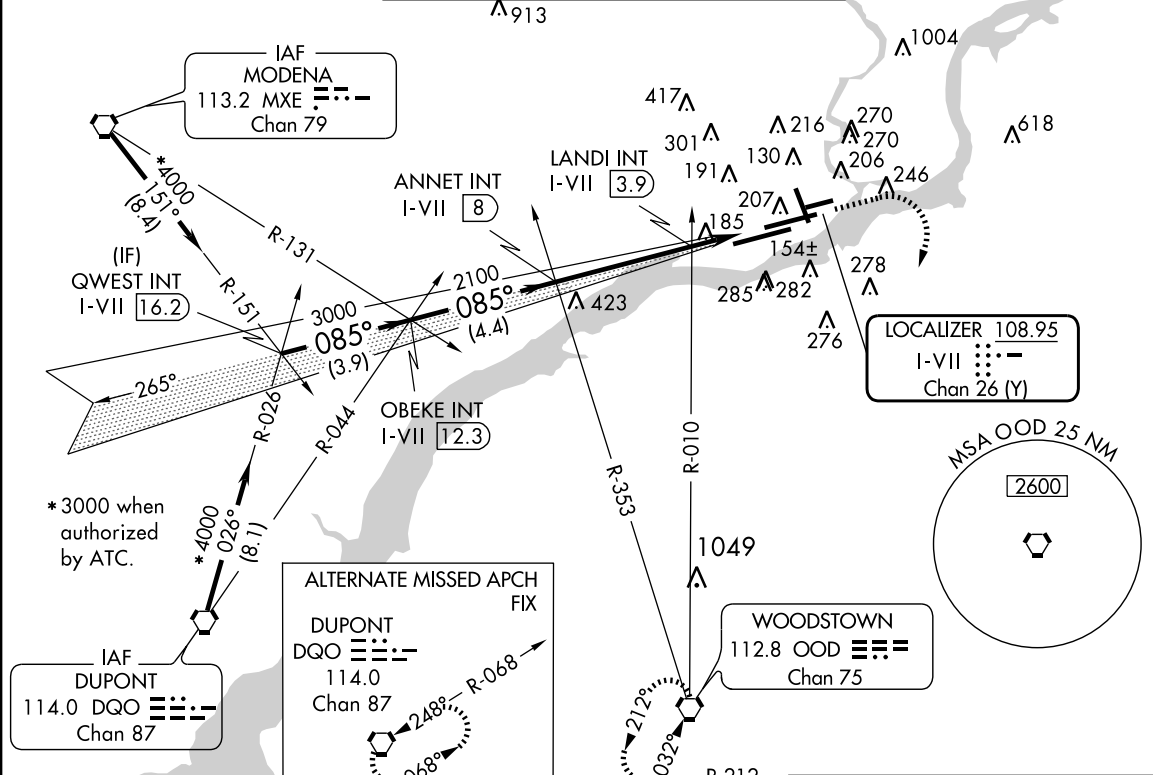 913
1004
IAF
MODENA
113.2 MXE
Chan 79
417
216
270
270
618
301
130
LANDI INT
I-VII 3.9
191
206
246
ANNET INT
I-VII 8
207
*4000
151°
(8.4)
R-131
185
(IF)
QWEST INT
I-VII 16.2
R-151
2100
085°
(4.4)
3000
085°
(3.9)
154±
278
285
282
423
276
LOCALIZER 108.95
I-VII
Chan 26 (Y)
265°
OBEKE INT
I-VII 12.3
R-026
R-044
R-010
R-353
MSA OOD 25 NM
2600
*3000 when
authorized
by ATC.
*4000
026°
(8.1)
1049
ALTERNATE MISSED APCH
FIX
DUPONT
DQO
114.0
Chan 87
R-068
248°
068°
WOODSTOWN
112.8 OOD
Chan 75
IAF
DUPONT
114.0 DQO
Chan 87
212°
032°
R-212